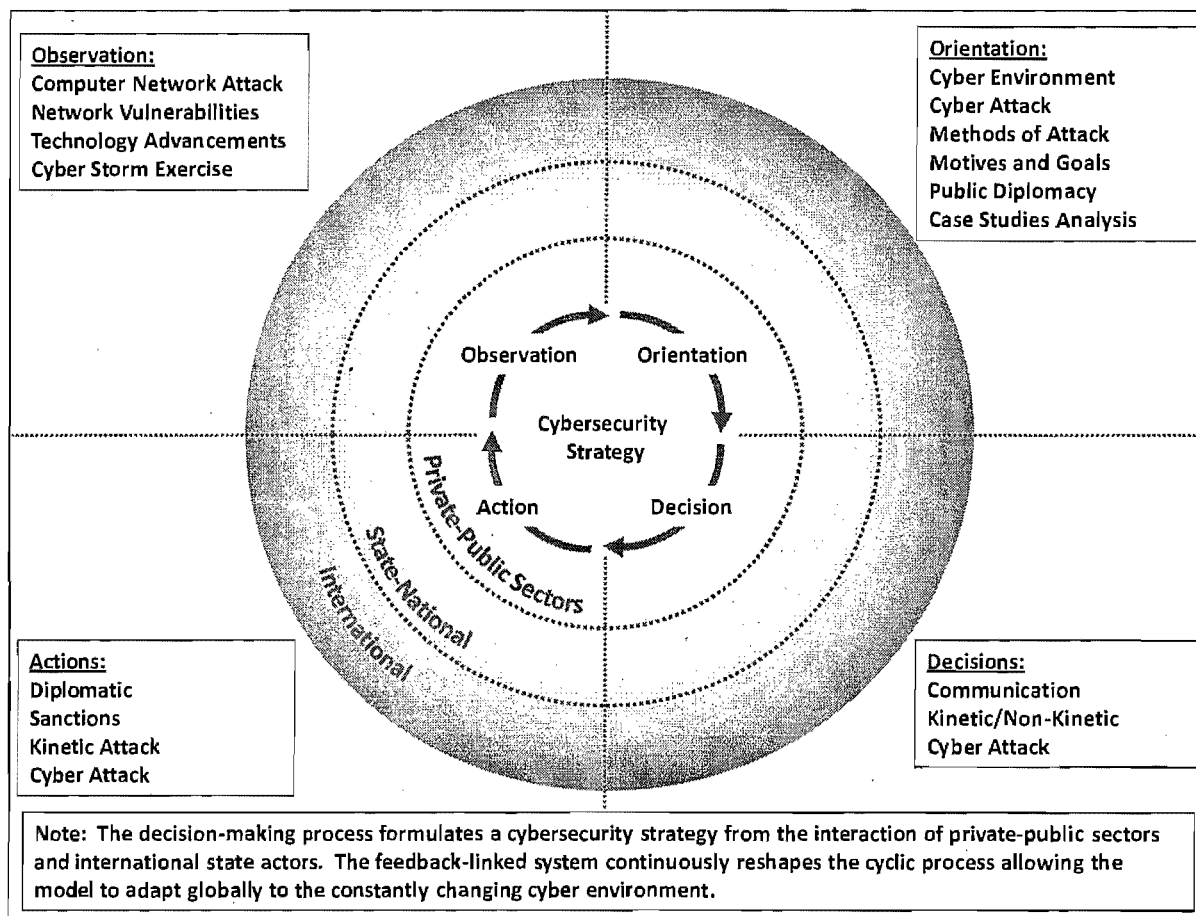 Observation:
Computer Network Attack
Network Vulnerabilities
Technology Advancements
Cyber Storm Exercise
Orientation:
Cyber Environment
Cyber Attack
Methods of Attack
Motives and Goals
Public Diplomacy
Case Studies Analysis
Observation
Orientation
Cybersecurity
Strategy
Action
Decision
Private-Public Sectors
State-National
International
Actions:
Diplomatic
Sanctions
Kinetic Attack
Cyber Attack
Decisions:
Communication
Kinetic/Non-Kinetic
Cyber Attack
Note: The decision-making process formulates a cybersecurity strategy from the interaction of private-public sectors
and international state actors. The feedback-linked system continuously reshapes the cyclic process allowing the
model to adapt globally to the constantly changing cyber environment.